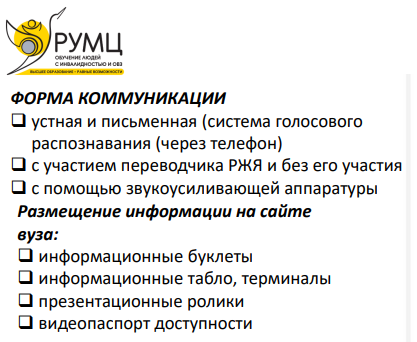 РУМЦ
ОБУЧЕНИЕ ЛЮДЕЙ
С ИНВАЛИДНОСТЬЮ И ОВЗ
ВЫСШЕЕ ОБРАЗОВАНИЕ • РАВНЫЕ ВОЗМОЖНОСТИ
ФОРМА КОММУНИКАЦИИ
❑ устная и письменная (система голосового
распознавания (через телефон)
❑ с участием переводчика РЖЯ и без его участия
❑ с помощью звукоусиливающей аппаратуры
Размещение информации на сайте
вуза:
❑ информационные буклеты
❑ информационные табло, терминалы
❑ презентационные ролики
❑ видеопаспорт доступности